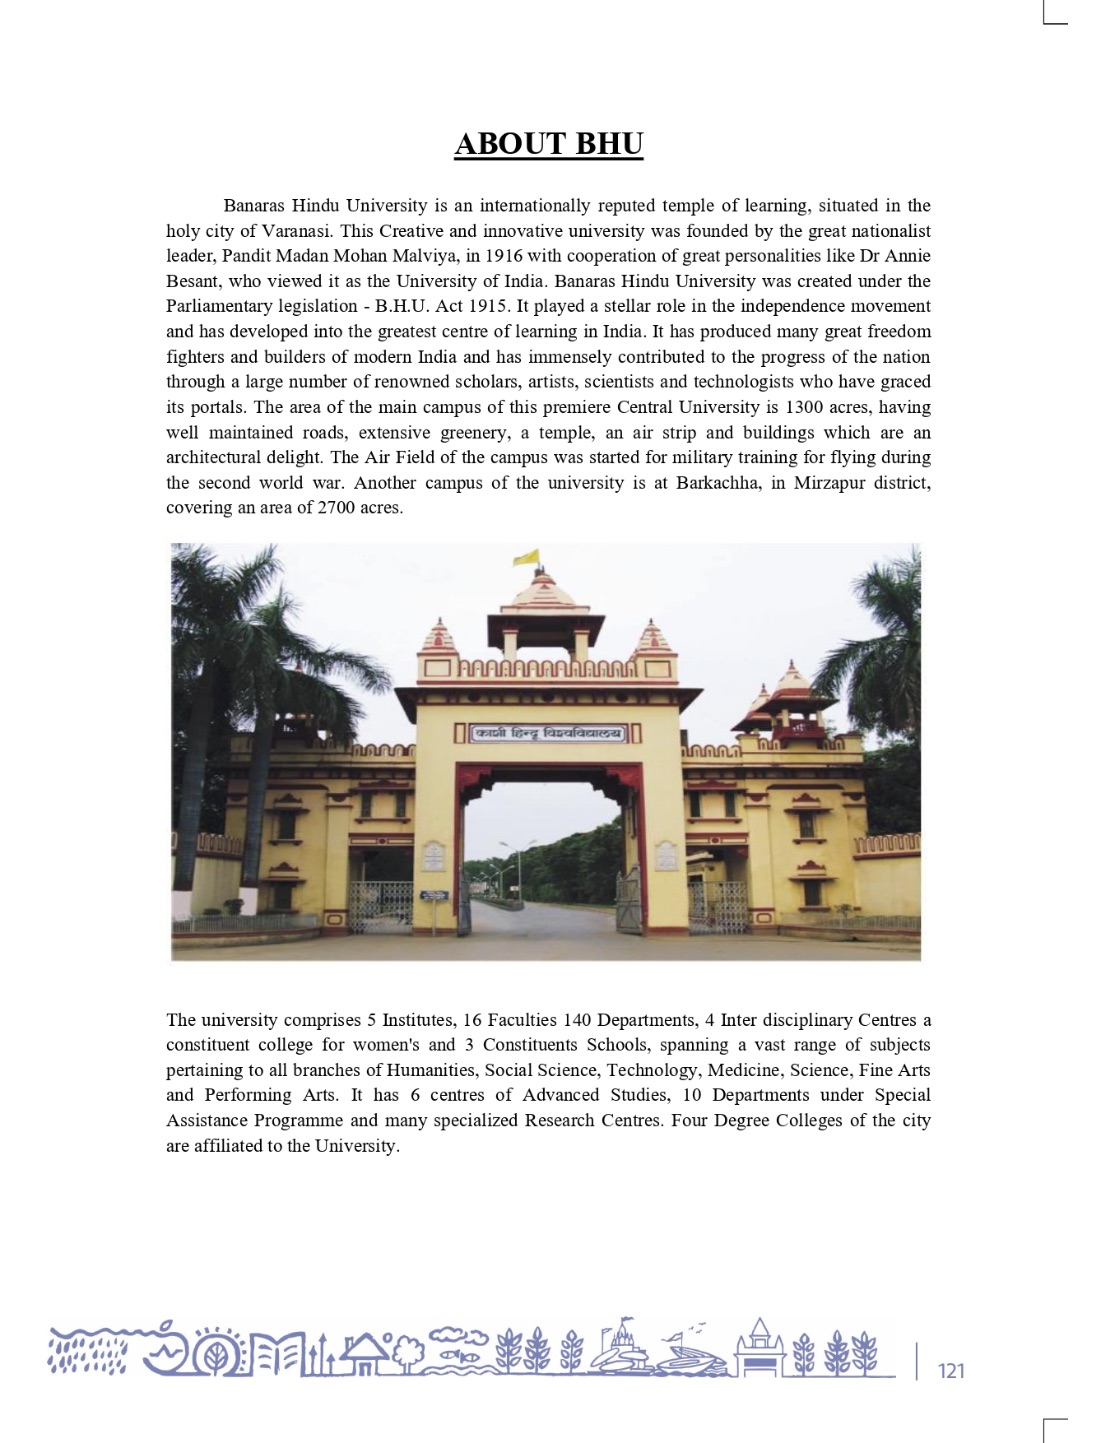 ABOUT BHU
Banaras Hindu University is an internationally reputed temple of learning, situated in the
holy city of Varanasi. This Creative and innovative university was founded by the great nationalist
leader, Pandit Madan Mohan Malviya, in 1916 with cooperation of great personalities like Dr Annie
Besant, who viewed it as the University of India. Banaras Hindu University was created under the
Parliamentary legislation - B.H.U. Act 1915. It played a stellar role in the independence movement
and has developed into the greatest centre of learning in India. It has produced many great freedom
fighters and builders of modern India and has immensely contributed to the progress of the nation
through a large number of renowned scholars, artists, scientists and technologists who have graced
its portals. The area of the main campus of this premiere Central University is 1300 acres, having
well maintained roads, extensive greenery, a temple, an air strip and buildings which are an
architectural delight. The Air Field of the campus was started for military training for flying during
the second world war. Another campus of the university is at Barkachha, in Mirzapur district,
covering an area of 2700 acres.
काशी हिन्दू विश्वविद्यालय
The university comprises 5 Institutes, 16 Faculties 140 Departments, 4 Inter disciplinary Centres a
constituent college for women's and 3 Constituents Schools, spanning a vast range of subjects
pertaining to all branches of Humanities, Social Science, Technology, Medicine, Science, Fine Arts
and Performing Arts. It has 6 centres of Advanced Studies, 10 Departments under Special
Assistance Programme and many specialized Research Centres. Four Degree Colleges of the city
are affiliated to the University.
121